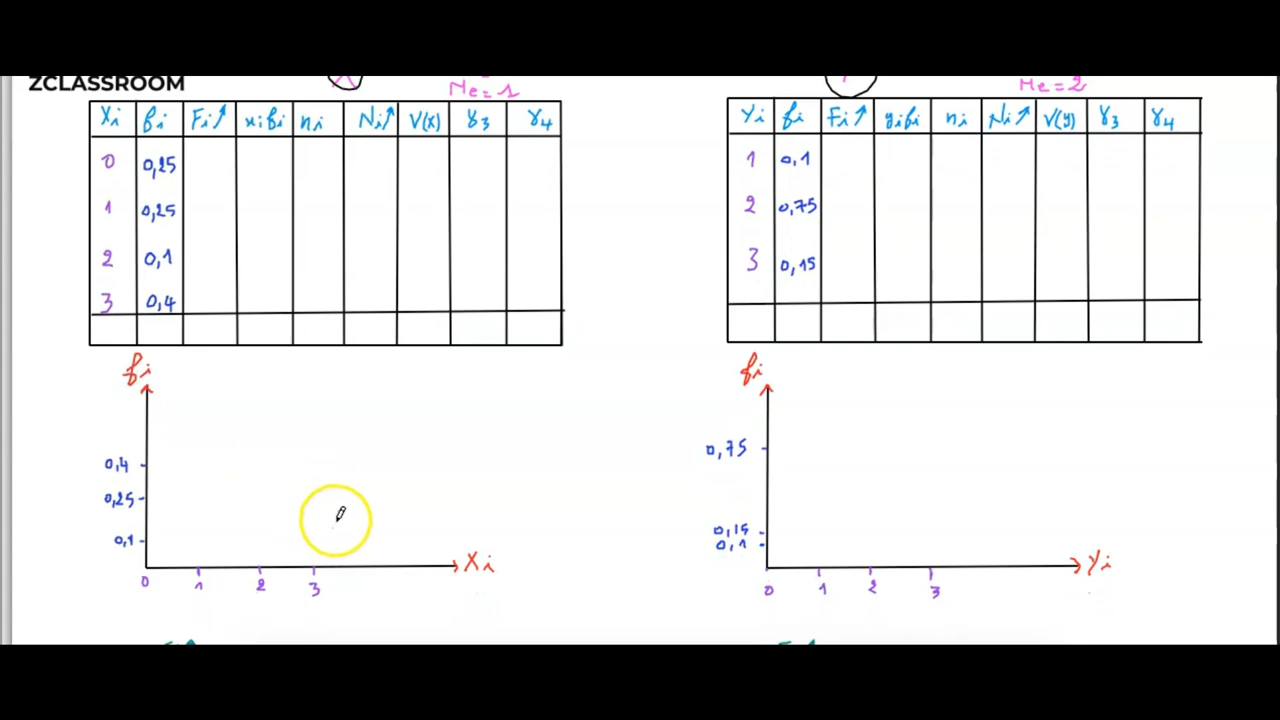 ZCLASSROOM
Me = 1
Me = 2
Xi fi Fi↑ xifi ni Ni↑ V(x) γ3 γ4
0 0,25
1 0,25
2 0,1
3 0,4
Yi fi Fi↑ yifi ni Ni↑ V(y) γ3 γ4
1 0,1
2 0,75
3 0,15
fi
0,4
0,25
0,1
0 1 2 3
Xi
fi
0,75
0,15
0,1
0 1 2 3
Yi